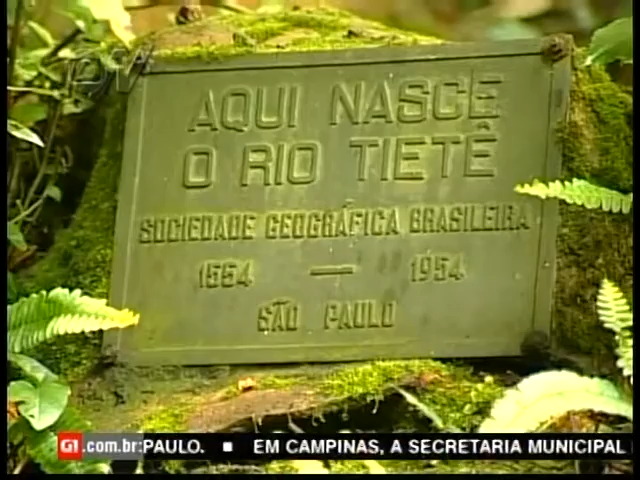 AQUI NASCE
O RIO TIETÊ
SOCIEDADE GEOGRÁFICA BRASILEIRA
1554 — 1954
SÃO PAULO
G1.com.br:PAULO. ■ EM CAMPINAS, A SECRETARIA MUNICIPAL